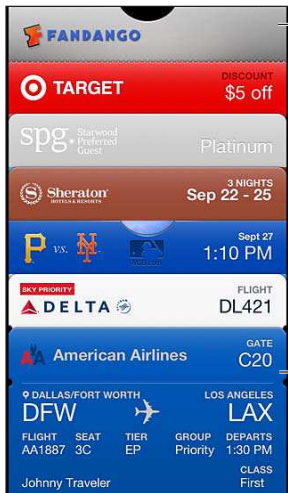 FANDANGO
TARGET
DISCOUNT
$5 off
spg. Starwood
Preferred
Guest
Platinum
Sheraton
HOTELS & RESORTS
3 NIGHTS
Sep 22 - 25
P vs. NY
Sept 27
1:10 PM
SKY PRIORITY
DELTA
FLIGHT
DL421
AA American Airlines
GATE
C20
DALLAS/FORT WORTH LOS ANGELES
DFW LAX
FLIGHT SEAT TIER GROUP DEPARTS
AA1887 3C EP Priority 1:30 PM
CLASS
Johnny Traveler First